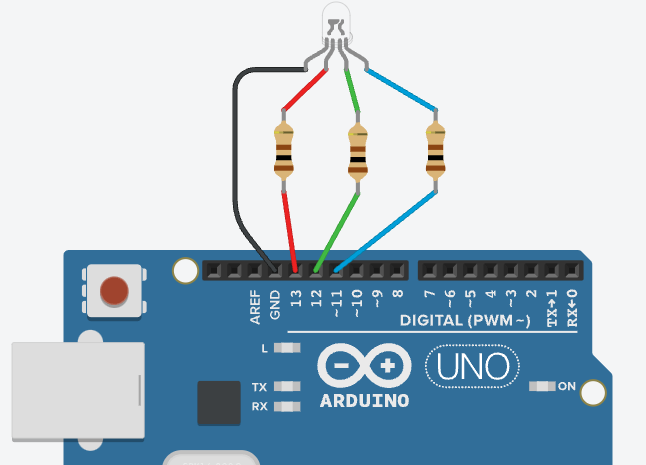 AREF
GND
13
12
~11
~10
~9
8
7
~6
~5
4
~3
2
TX→1
RX←0
DIGITAL (PWM~)
L
TX
RX
UNO
ON
ARDUINO